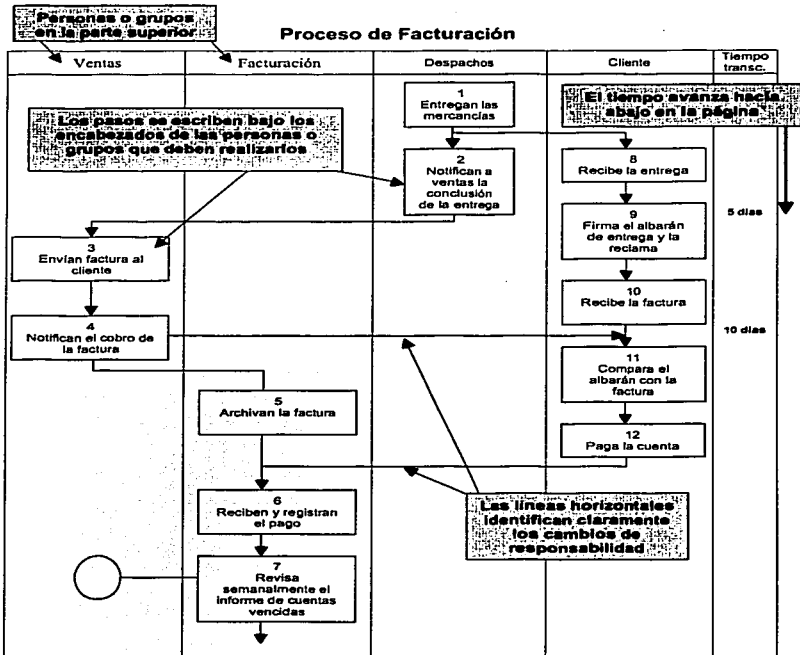 Personas o grupos
en la parte superior
Proceso de Facturación
Ventas
Facturación
Despachos
Cliente
Tiempo
transc.
1
Entregan las
mercancías
El tiempo avanza hacia
abajo en la página
Los pasos se escriben bajo los
encabezados de las personas o
grupos que deben realizarlos
2
Notifican a
ventas la
conclusión
de la entrega
8
Recibe la entrega
5 días
9
Firma el albarán
de entrega y la
reclama
3
Envían factura al
cliente
10
Recibe la factura
4
Notifican el cobro de
la factura
10 días
11
Compara el
albarán con la
factura
5
Archivan la factura
12
Paga la cuenta
6
Reciben y registran
el pago
Las líneas horizontales
identifican claramente
los cambios de
responsabilidad
7
Revisa
semanalmente el
informe de cuentas
vencidas